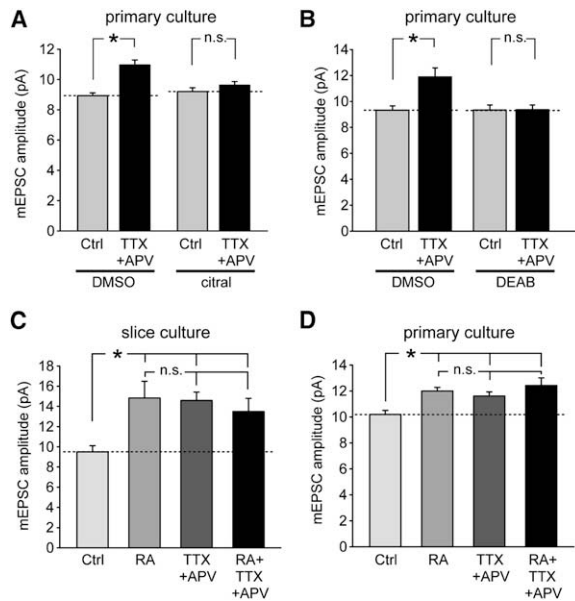 A
primary culture
mEPSC amplitude (pA)
12
10
8
6
4
2
0
*
n.s.
Ctrl
TTX
+APV
Ctrl
TTX
+APV
DMSO
citral
B
primary culture
mEPSC amplitude (pA)
14
12
10
8
6
4
2
0
*
n.s.
Ctrl
TTX
+APV
Ctrl
TTX
+APV
DMSO
DEAB
C
slice culture
mEPSC amplitude (pA)
18
16
14
12
10
8
6
4
2
0
*
n.s.
Ctrl
RA
TTX
+APV
RA+
TTX
+APV
D
primary culture
mEPSC amplitude (pA)
14
12
10
8
6
4
2
0
*
n.s.
Ctrl
RA
TTX
+APV
RA+
TTX
+APV